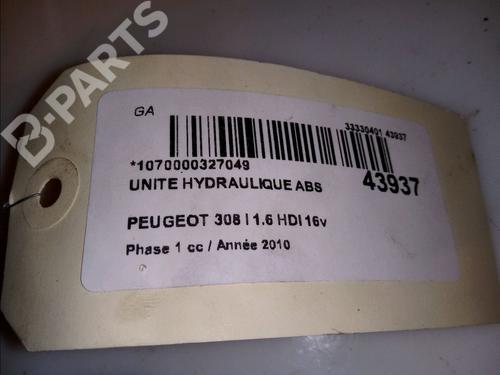 B-PARTS
GA
33330401 43937
*1070000327049
UNITE HYDRAULIQUE ABS
43937
PEUGEOT 308 I 1.6 HDI 16v
Phase 1 cc / Année 2010